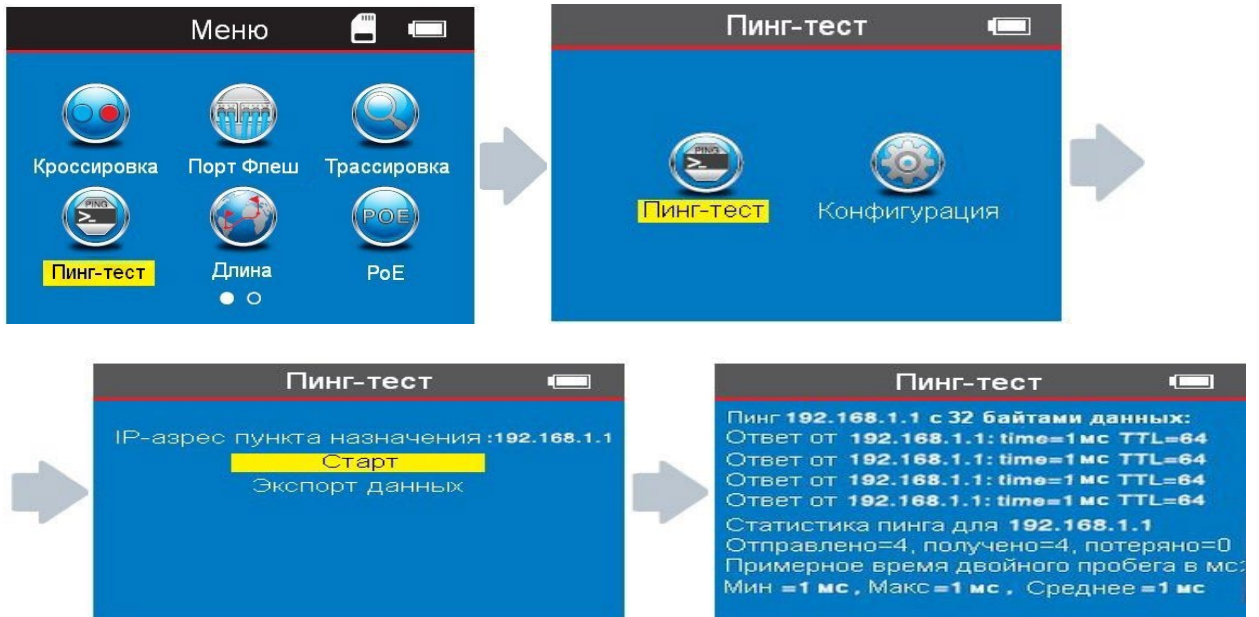 Меню
Кроссировка Порт Флеш Трассировка
PING
>_
POE
Пинг-тест Длина PoE
Пинг-тест
PING
>_
Пинг-тест Конфигурация
Пинг-тест
IP-азрес пункта назначения :192.168.1.1
Старт
Экспорт данных
Пинг-тест
Пинг 192.168.1.1 с 32 байтами данных:
Ответ от 192.168.1.1: time=1 мс TTL=64
Ответ от 192.168.1.1: time=1 мс TTL=64
Ответ от 192.168.1.1: time=1 мс TTL=64
Ответ от 192.168.1.1: time=1 мс TTL=64
Статистика пинга для 192.168.1.1
Отправлено=4, получено=4, потеряно=0
Примерное время двойного пробега в мс:
Мин =1 мс , Макс=1 мс , Среднее =1 мс